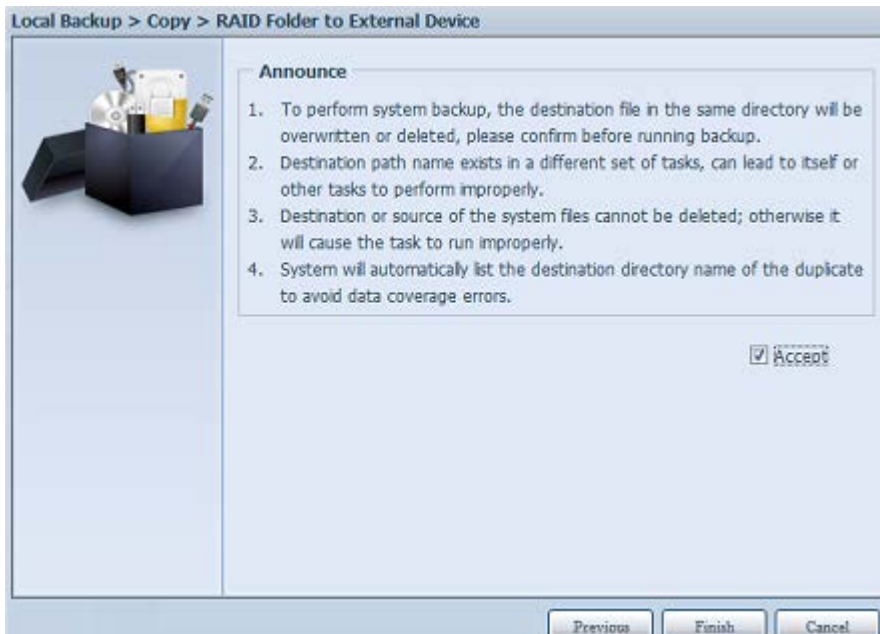 Local Backup > Copy > RAID Folder to External Device
Announce
1. To perform system backup, the destination file in the same directory will be
overwritten or deleted, please confirm before running backup.
2. Destination path name exists in a different set of tasks, can lead to itself or
other tasks to perform improperly.
3. Destination or source of the system files cannot be deleted; otherwise it
will cause the task to run improperly.
4. System will automatically list the destination directory name of the duplicate
to avoid data coverage errors.
Accept
Previous
Finish
Cancel